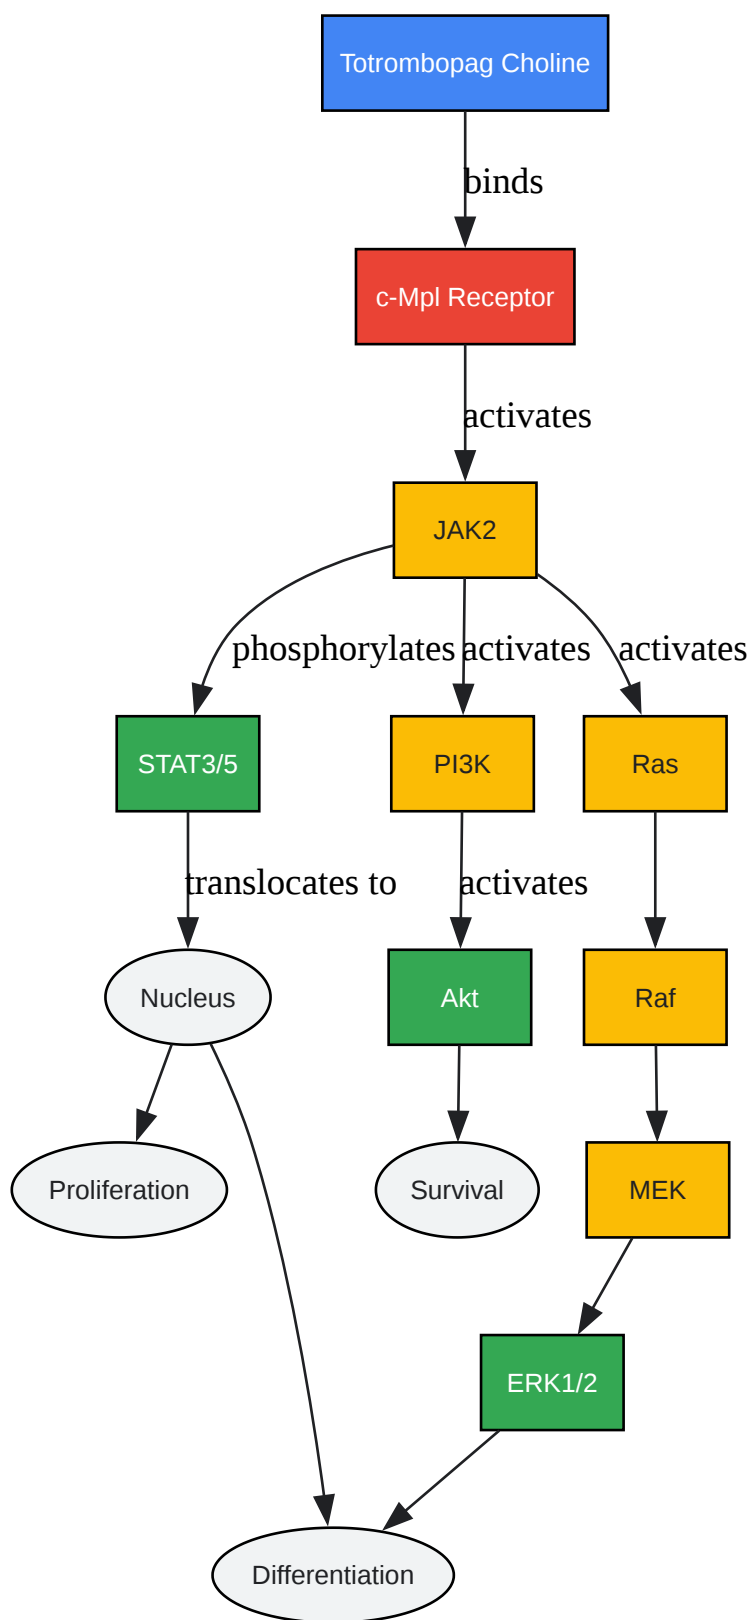 Totrombopag Choline
binds
c-Mpl Receptor
activates
JAK2
phosphorylates
activates
activates
STAT3/5
PI3K
Ras
translocates to
activates
Nucleus
Akt
Raf
Proliferation
Survival
MEK
ERK1/2
Differentiation